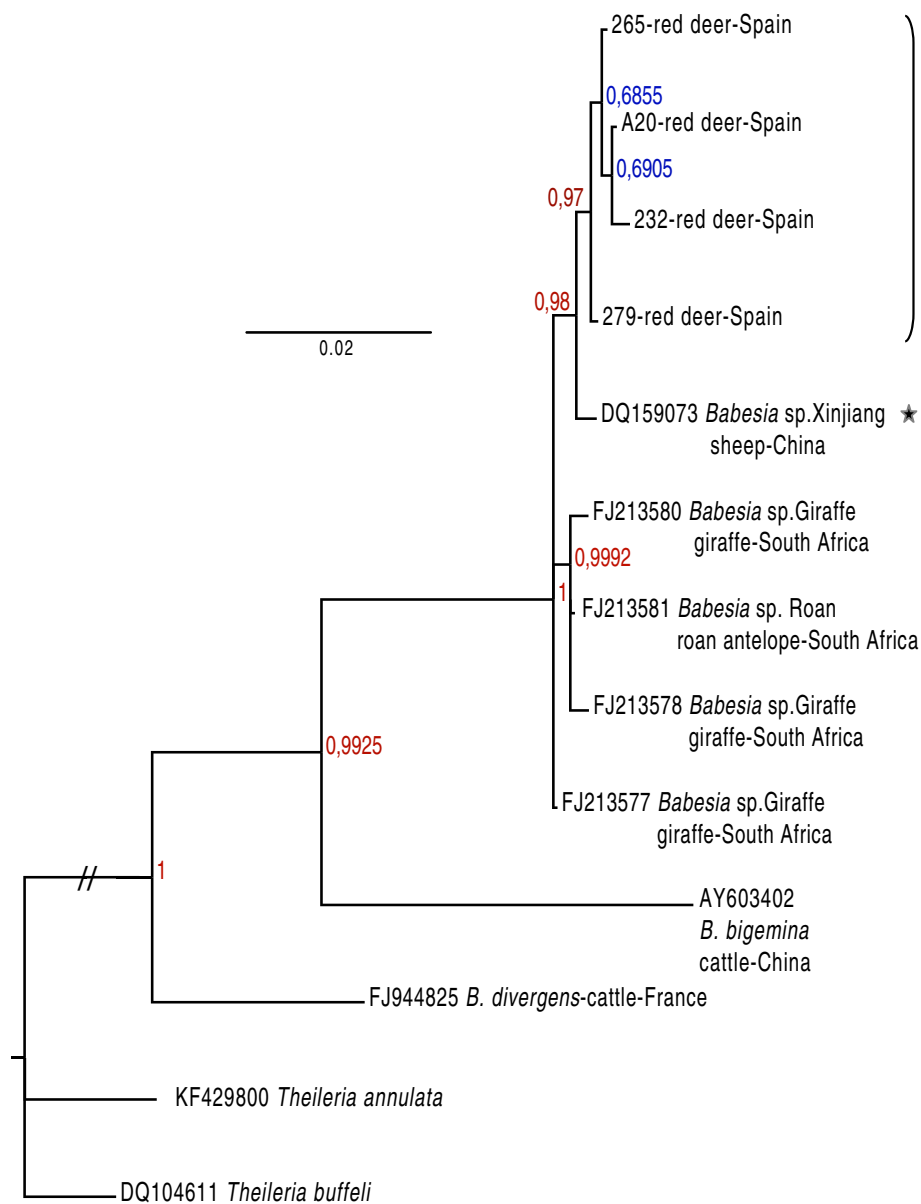 265-red deer-Spain
0,6855
A20-red deer-Spain
0,6905
0,97
232-red deer-Spain
0,98
279-red deer-Spain
0.02
DQ159073 Babesia sp.Xinjiang
sheep-China
FJ213580 Babesia sp.Giraffe
giraffe-South Africa
0,9992
1
FJ213581 Babesia sp. Roan
roan antelope-South Africa
FJ213578 Babesia sp.Giraffe
giraffe-South Africa
0,9925
FJ213577 Babesia sp.Giraffe
giraffe-South Africa
1
AY603402
B. bigemina
cattle-China
FJ944825 B. divergens-cattle-France
KF429800 Theileria annulata
DQ104611 Theileria buffeli